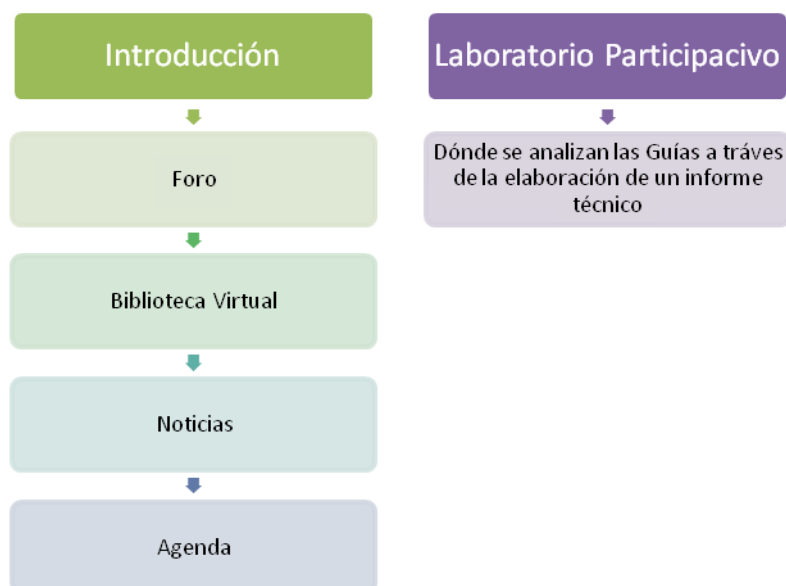 Introducción
Foro
Biblioteca Virtual
Noticias
Agenda
Laboratorio Participacivo
Dónde se analizan las Guías a tráves
de la elaboración de un informe
técnico